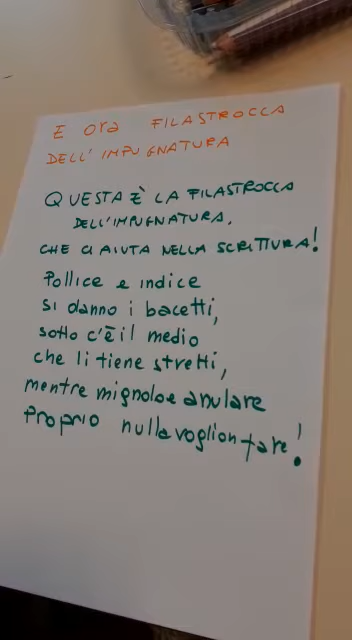 E ORA FILASTROCCA
DELL'IMPUGNATURA
QUESTA È LA FILASTROCCA
DELL'IMPUGNATURA,
CHE CI AIUTA NELLA SCRITTURA!
Pollice e indice
si danno i bacetti,
sotto c'è il medio
che li tiene stretti,
mentre mignolo e anulare
proprio nulla voglion fare!